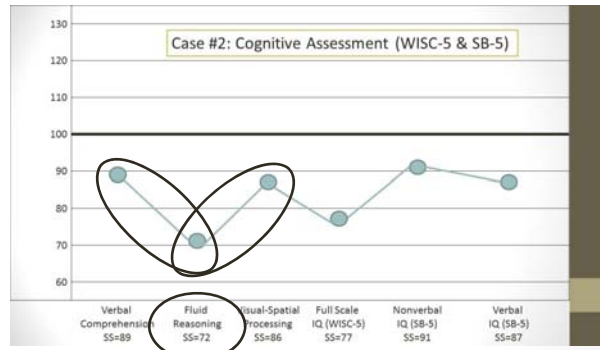 130
Case #2: Cognitive Assessment (WISC-5 & SB-5)
120
110
100
90
80
70
60
Verbal
Comprehension
SS=89
Fluid
Reasoning
SS=72
Visual-Spatial
Processing
SS=86
Full Scale
IQ (WISC-5)
SS=77
Nonverbal
IQ (SB-5)
SS=91
Verbal
IQ (SB-5)
SS=87